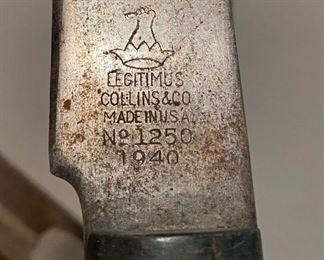 LEGITIMUS
COLLINS & CO
MADE IN U.S.A.
No 1250
1940